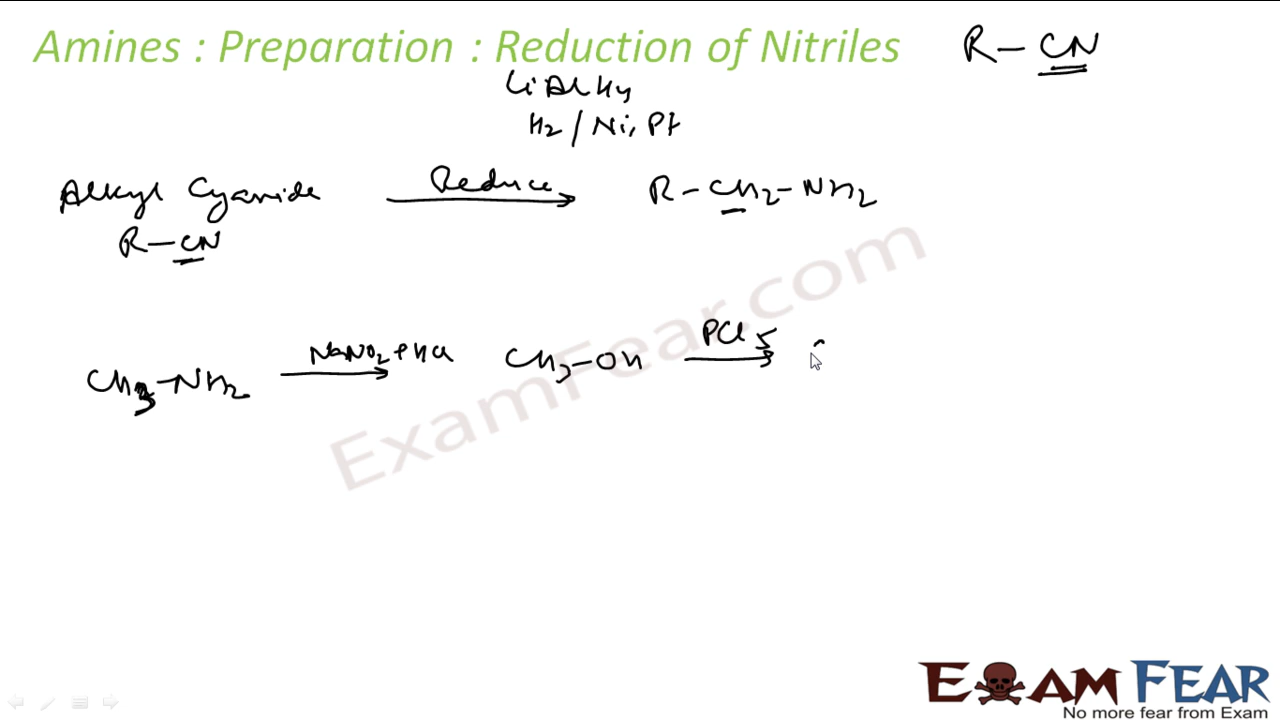 Amines : Preparation : Reduction of Nitriles R — CN
LiAlH4
H2 / Ni, Pt
Alkyl Cyanide Reduce R — CH2 — NH2
R — CN
CH3 — NH2 NaNO2 + HCl CH3 — OH PCl5
ExamFear.com
EXAM FEAR
No more fear from Exam